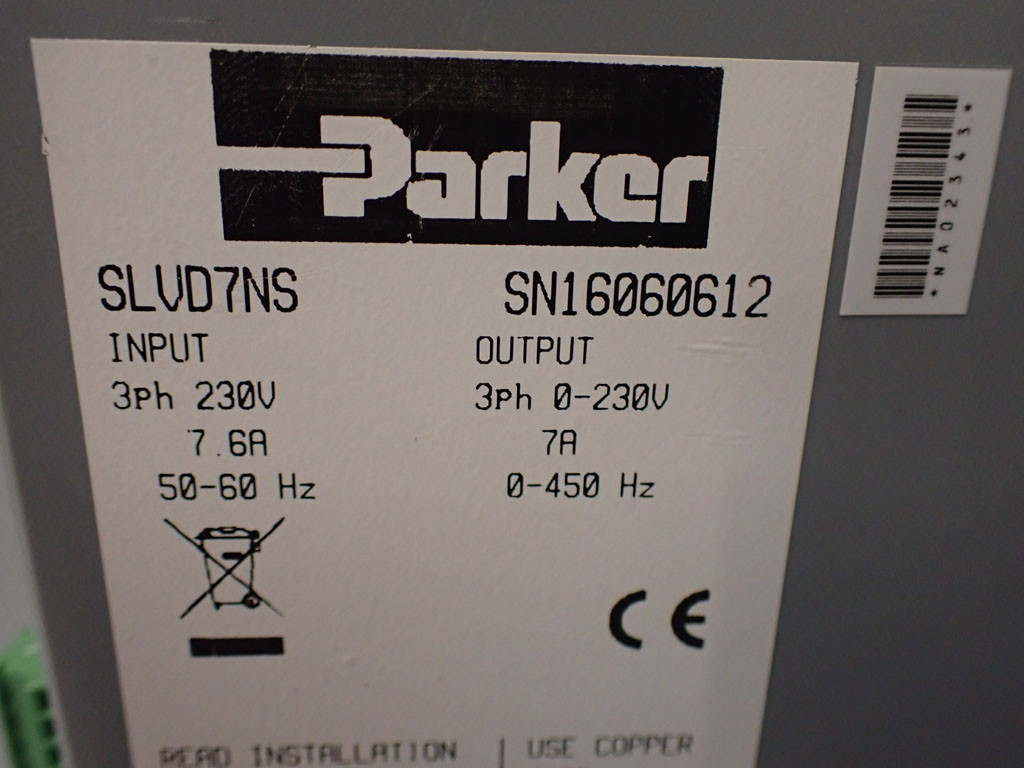 Parker
SLVD7NS SN16060612
INPUT OUTPUT
3Ph 230V 3Ph 0-230V
7.6A 7A
50-60 Hz 0-450 Hz
CE
READ INSTALLATION | USE COPPER
*NA02343*